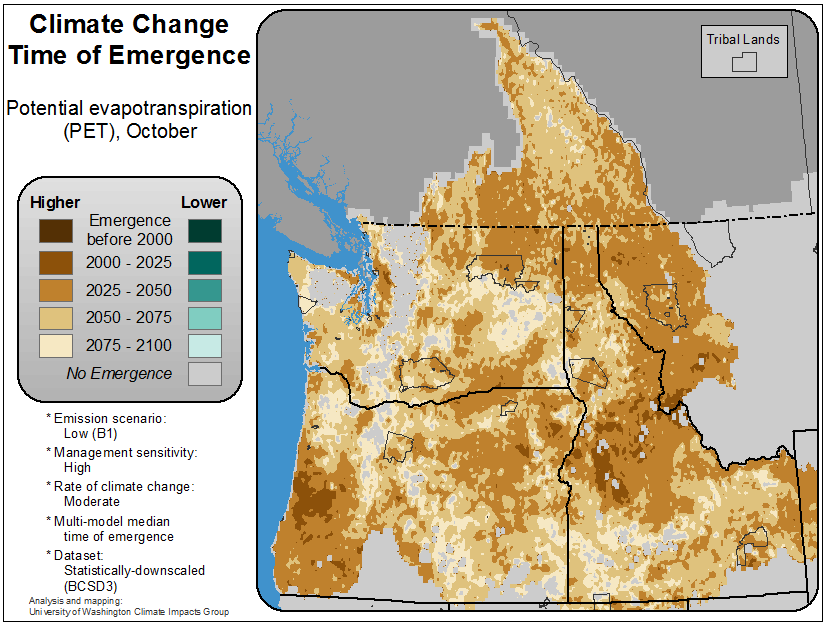 Climate Change
Time of Emergence
Potential evapotranspiration
(PET), October
Higher
Lower
Emergence
before 2000
2000 - 2025
2025 - 2050
2050 - 2075
2075 - 2100
No Emergence
* Emission scenario:
Low (B1)
* Management sensitivity:
High
* Rate of climate change:
Moderate
* Multi-model median
time of emergence
* Dataset:
Statistically-downscaled
(BCSD3)
Analysis and mapping:
University of Washington Climate Impacts Group
Tribal Lands